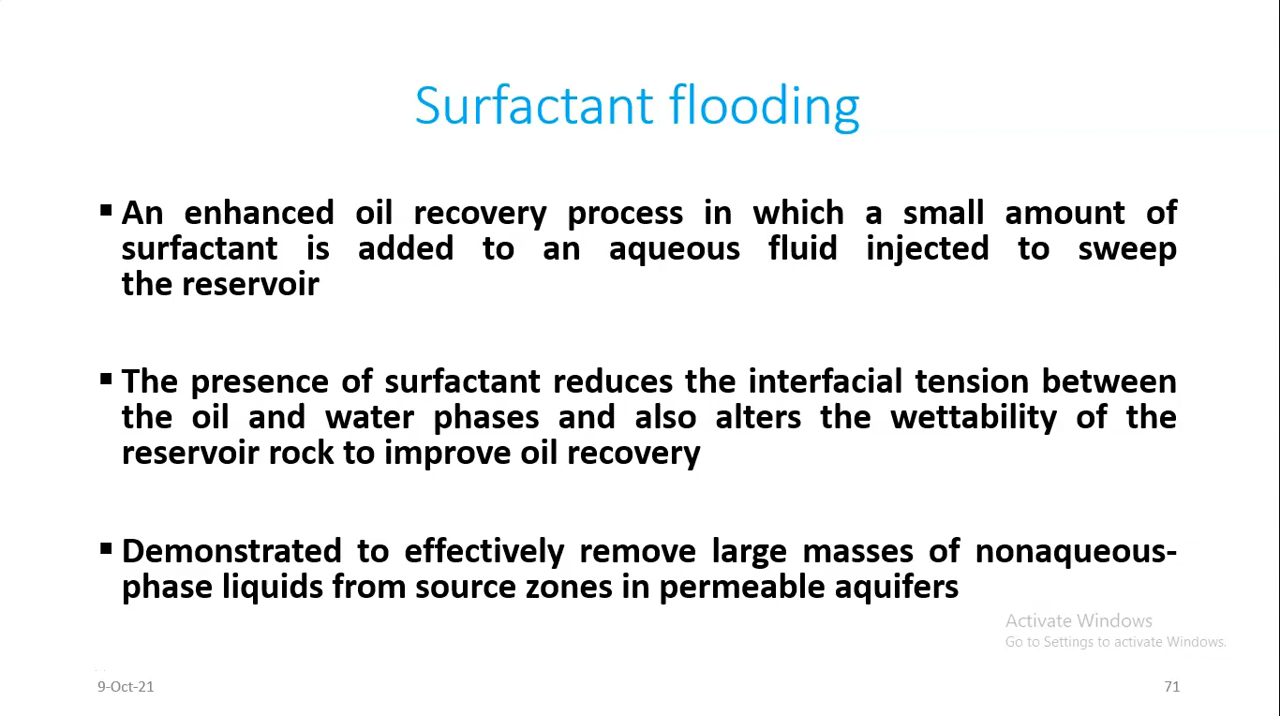 Surfactant flooding
▪ An enhanced oil recovery process in which a small amount of
surfactant is added to an aqueous fluid injected to sweep
the reservoir
▪ The presence of surfactant reduces the interfacial tension between
the oil and water phases and also alters the wettability of the
reservoir rock to improve oil recovery
▪ Demonstrated to effectively remove large masses of nonaqueous-
phase liquids from source zones in permeable aquifers
Activate Windows
Go to Settings to activate Windows.
9-Oct-21
71